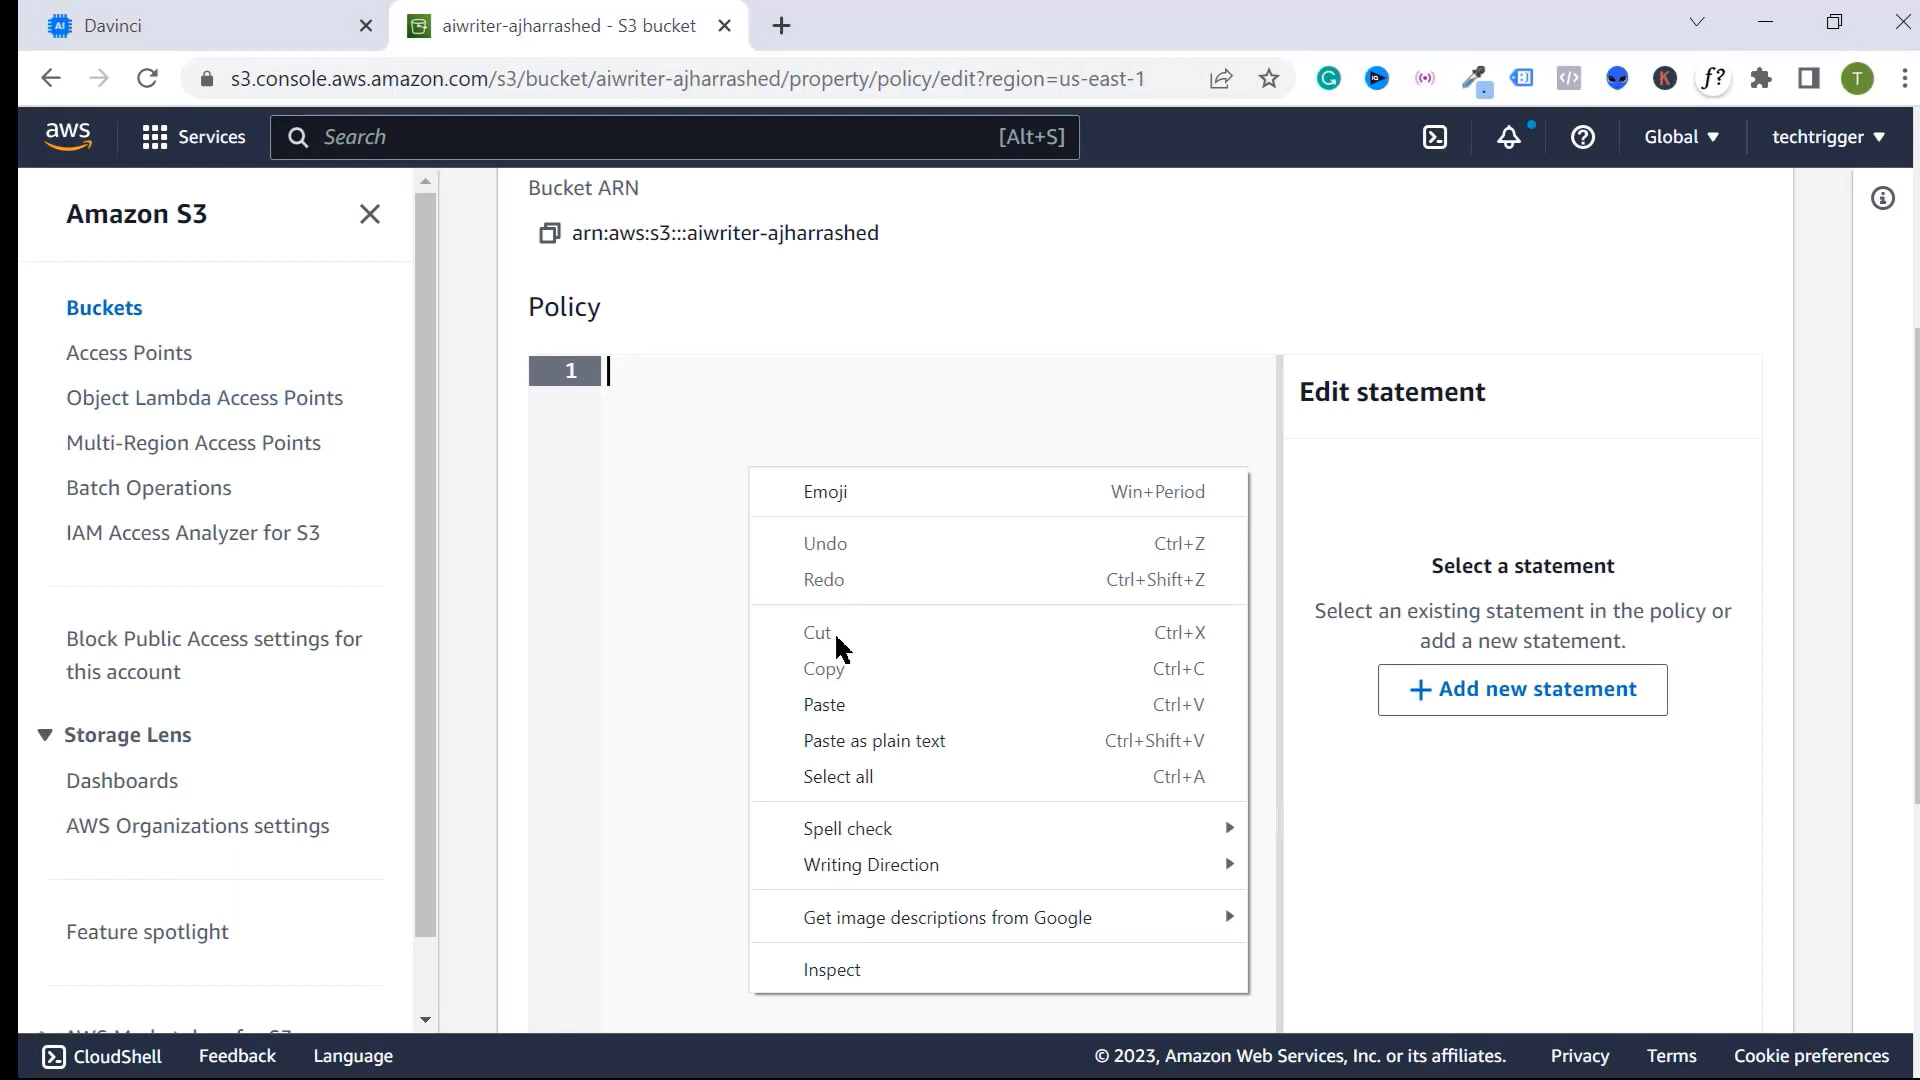 Davinci
aiwriter-ajharrashed - S3 bucket
s3.console.aws.amazon.com/s3/bucket/aiwriter-ajharrashed/property/policy/edit?region=us-east-1
f?
K
T
aws
Services
Search
[Alt+S]
Global
techtrigger
Amazon S3
Buckets
Access Points
Object Lambda Access Points
Multi-Region Access Points
Batch Operations
IAM Access Analyzer for S3
Block Public Access settings for
this account
Storage Lens
Dashboards
AWS Organizations settings
Feature spotlight
Bucket ARN
arn:aws:s3:::aiwriter-ajharrashed
Policy
1
Emoji Win+Period
Undo Ctrl+Z
Redo Ctrl+Shift+Z
Cut Ctrl+X
Copy Ctrl+C
Paste Ctrl+V
Paste as plain text Ctrl+Shift+V
Select all Ctrl+A
Spell check
Writing Direction
Get image descriptions from Google
Inspect
Edit statement
Select a statement
Select an existing statement in the policy or
add a new statement.
Add new statement
CloudShell
Feedback
Language
© 2023, Amazon Web Services, Inc. or its affiliates.
Privacy
Terms
Cookie preferences